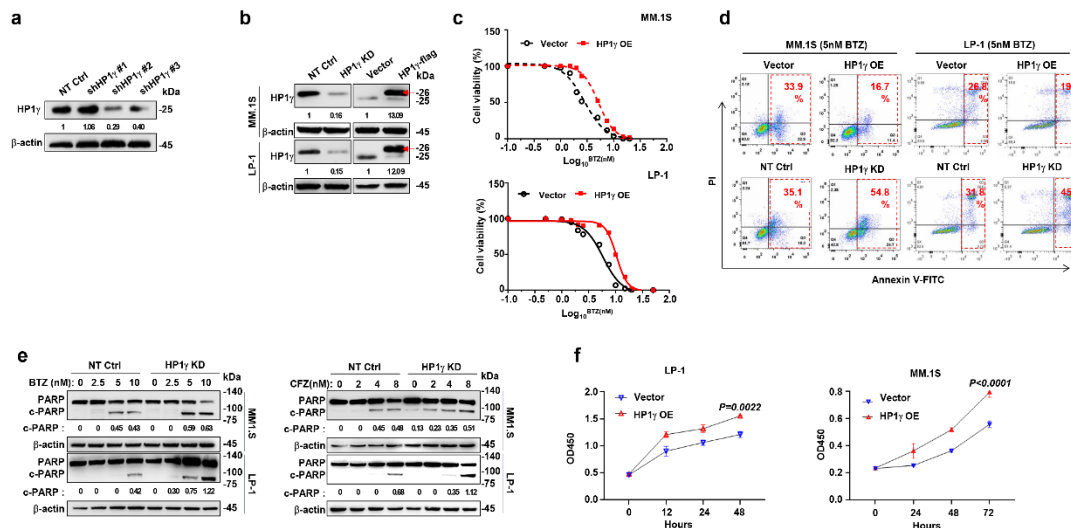 a
NT Ctrl
shHP1γ #1
shHP1γ #2
shHP1γ #3
kDa
HP1γ
-25
1 1.06 0.29 0.40
β-actin
-45
b
NT Ctrl
HP1γ KD
Vector
HP1γ-flag
kDa
MM.1S
HP1γ
-26
-25
1 0.16 1 13.09
β-actin
-45
LP-1
HP1γ
-26
-25
1 0.15 1 12.09
β-actin
-45
c
MM.1S
Vector
HP1γ OE
Cell viability (%)
150
100
50
0
-1.0 -0.5 0.0 0.5 1.0 1.5 2.0
Log10 BTZ(nM)
LP-1
Vector
HP1γ OE
Cell viability (%)
150
100
50
0
-1.0 -0.5 0.0 0.5 1.0 1.5 2.0
Log10 BTZ(nM)
d
MM.1S (5nM BTZ)
LP-1 (5nM BTZ)
Vector
HP1γ OE
Vector
HP1γ OE
33.9 %
16.7 %
26.8 %
19
NT Ctrl
HP1γ KD
NT Ctrl
HP1γ KD
35.1 %
54.8 %
31.8 %
45
PI
Annexin V-FITC
e
NT Ctrl
HP1γ KD
BTZ (nM) 0 2.5 5 10 0 2.5 5 10
kDa
PARP
-140
-100
c-PARP
-75
c-PARP : 0 0 0.45 0.43 0 0 0.59 0.63
β-actin
-45
MM1.S
PARP
-140
-100
c-PARP
-75
c-PARP : 0 0 0 0.42 0 0.30 0.75 1.22
β-actin
-45
LP-1
NT Ctrl
HP1γ KD
CFZ(nM) 0 2 4 8 0 2 4 8
kDa
PARP
-140
-100
c-PARP
-75
c-PARP : 0 0 0.45 0.48 0.13 0.23 0.35 0.51
β-actin
-45
MM1.S
PARP
-140
-100
c-PARP
-75
c-PARP : 0 0 0 0.68 0 0 0.35 1.12
β-actin
-45
LP-1
f
LP-1
Vector
HP1γ OE
P=0.0022
OD450
2.0
1.5
1.0
0.5
0.0
0 12 24 48
Hours
MM.1S
Vector
HP1γ OE
P<0.0001
OD450
0.8
0.6
0.4
0.2
0.0
0 24 48 72
Hours